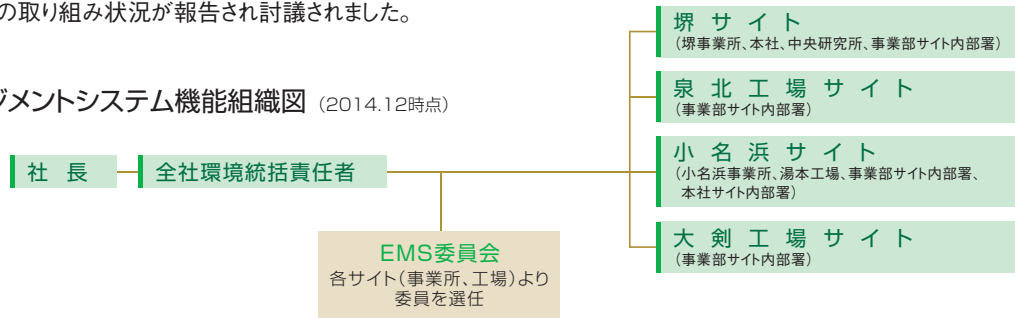 の取り組み状況が報告され討議されました。
ジメントシステム機能組織図 (2014.12時点)
社長
全社環境統括責任者
EMS委員会
各サイト(事業所、工場)より
委員を選任
堺サイト
(堺事業所、本社、中央研究所、事業部サイト内部署)
泉北工場サイト
(事業部サイト内部署)
小名浜サイト
(小名浜事業所、湯本工場、事業部サイト内部署、
本社サイト内部署)
大剣工場サイト
(事業部サイト内部署)